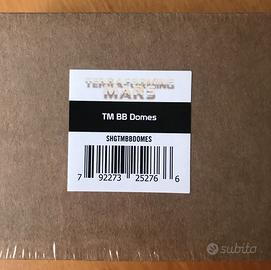 TERRAFORMING
MARS
TM BB Domes
SHGTMBBDOMES
7 92273 25276 6
subito